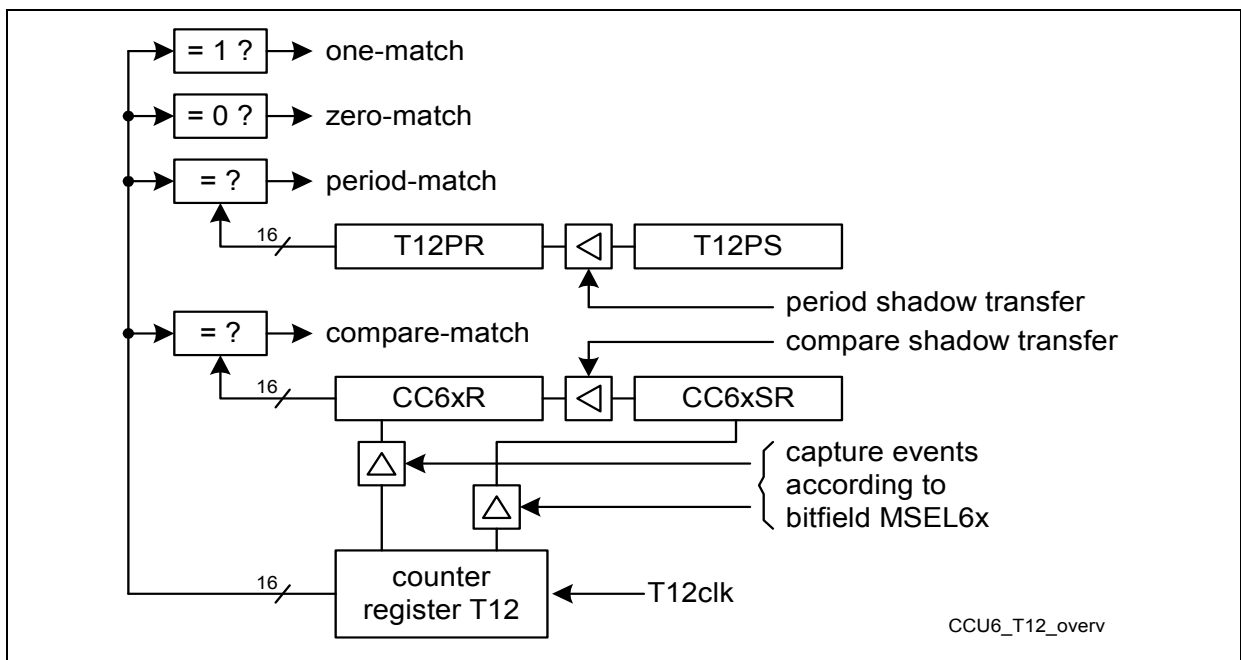 = 1 ?
one-match
= 0 ?
zero-match
= ?
period-match
16
T12PR
T12PS
period shadow transfer
= ?
compare-match
compare shadow transfer
16
CC6xR
CC6xSR
capture events
according to
bitfield MSEL6x
16
counter
register T12
T12clk
CCU6_T12_overv